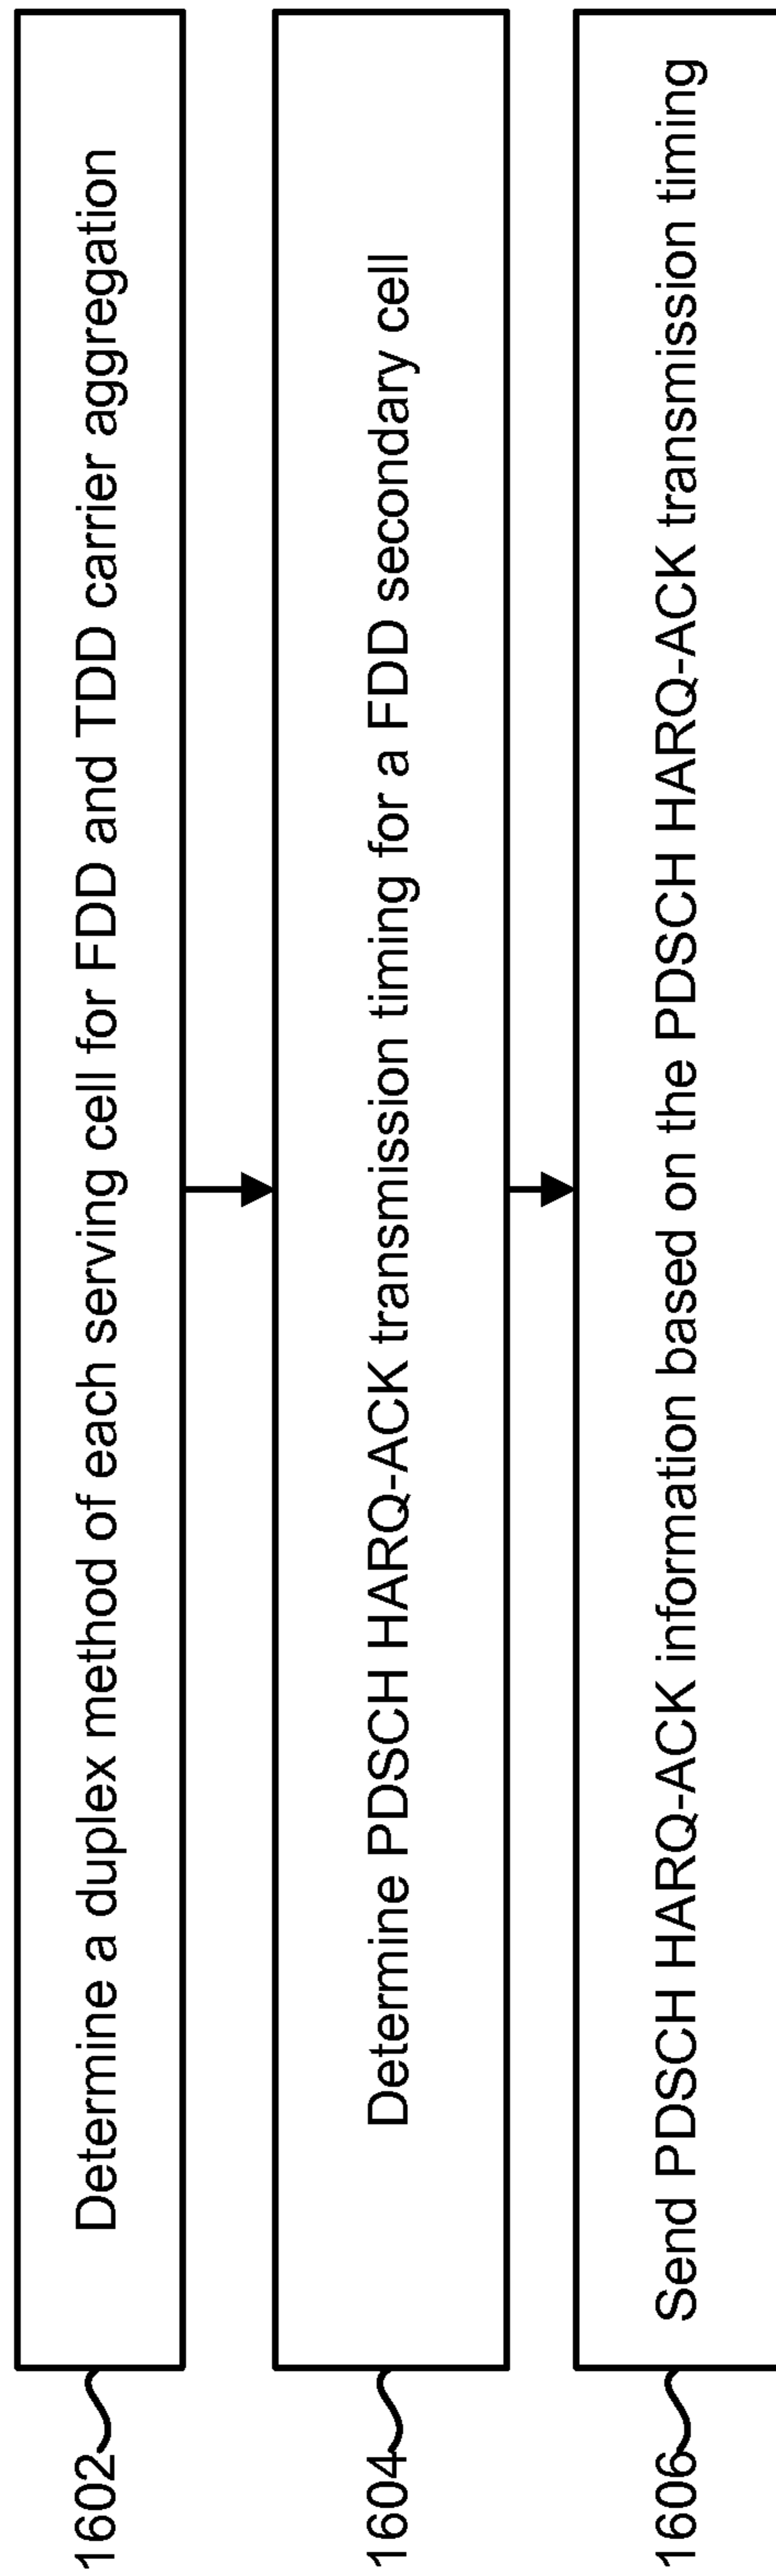 1602
Determine a duplex method of each serving cell for FDD and TDD carrier aggregation
1604
Determine PDSCH HARQ-ACK transmission timing for a FDD secondary cell
1606
Send PDSCH HARQ-ACK information based on the PDSCH HARQ-ACK transmission timing